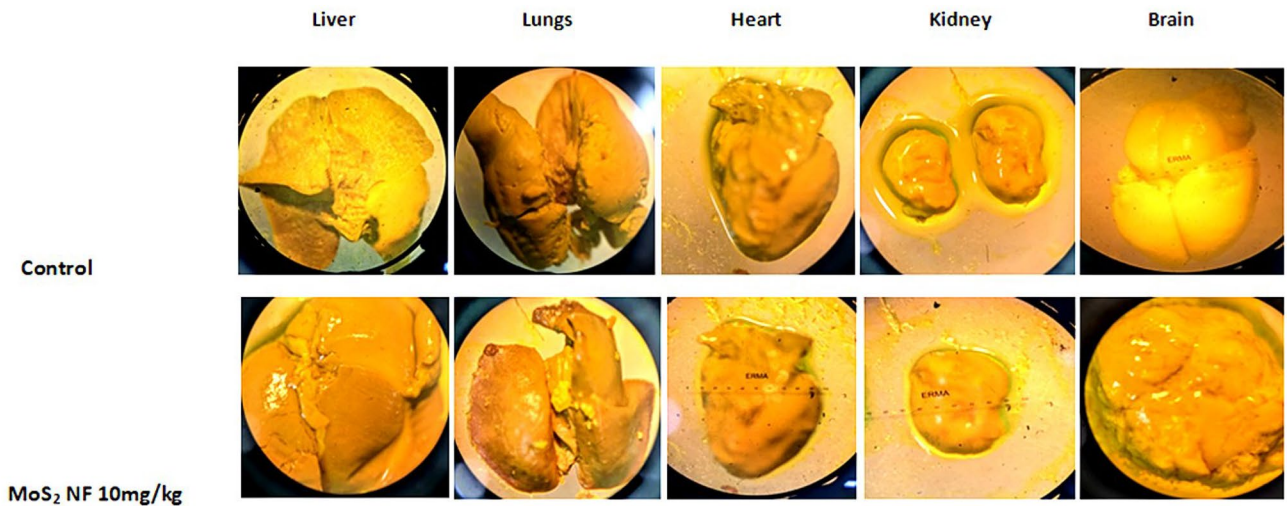 Liver Lungs Heart Kidney Brain
ERMA
Control
ERMA ERMA
MoS₂ NF 10mg/kg